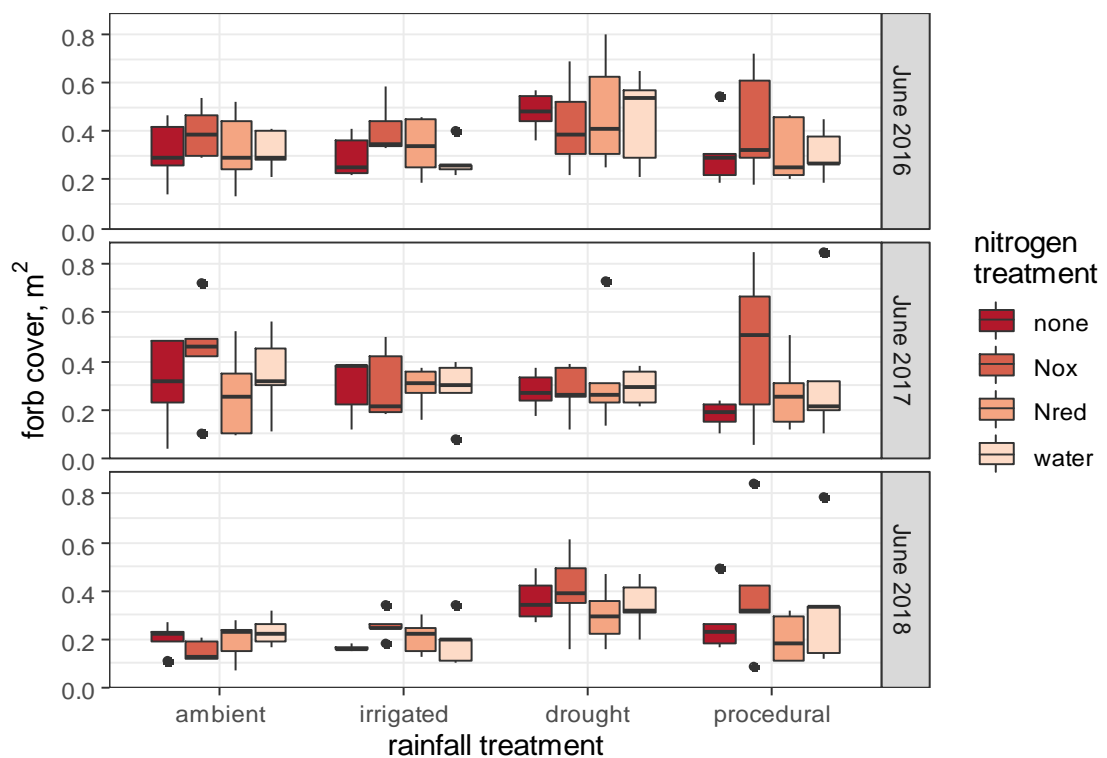 forb cover, m²
0.8
0.6
0.4
0.2
0.0
June 2016
0.8
0.6
0.4
0.2
0.0
June 2017
0.8
0.6
0.4
0.2
0.0
June 2018
ambient irrigated drought procedural
rainfall treatment
nitrogen
treatment
none
Nox
Nred
water